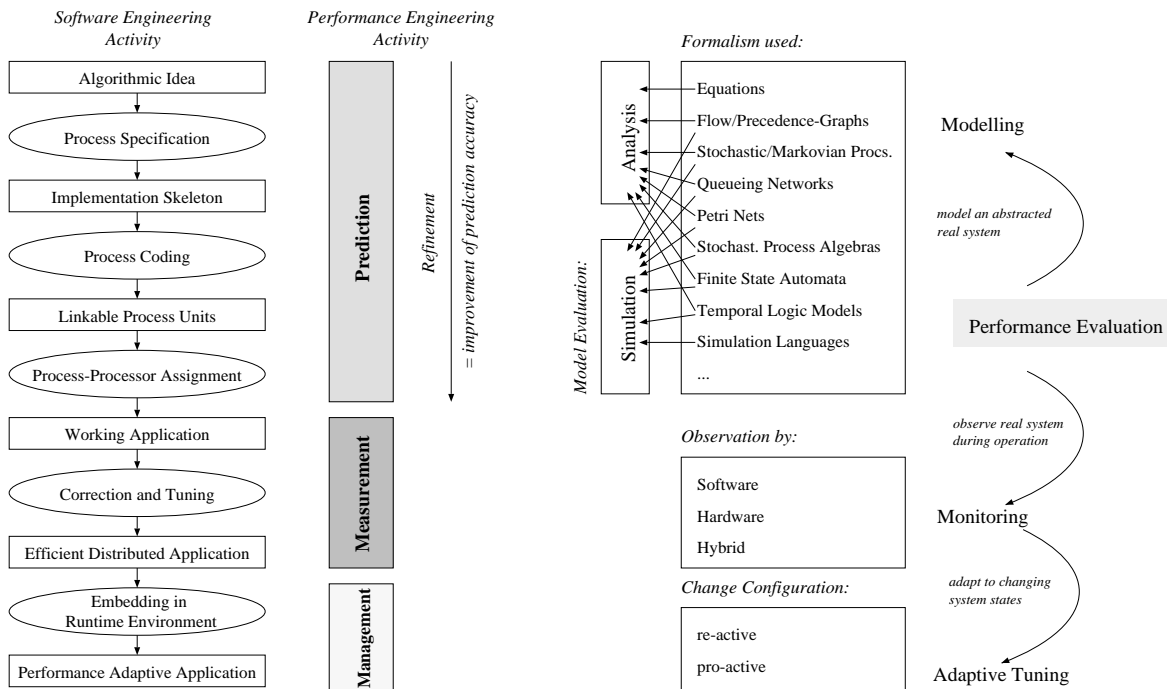 Software Engineering
Activity
Algorithmic Idea
Process Specification
Implementation Skeleton
Process Coding
Linkable Process Units
Process-Processor Assignment
Working Application
Correction and Tuning
Efficient Distributed Application
Embedding in
Runtime Environment
Performance Adaptive Application
Performance Engineering
Activity
Prediction
Measurement
Management
Refinement
= improvement of prediction accuracy
Model Evaluation:
Analysis
Simulation
Formalism used:
Equations
Flow/Precedence-Graphs
Stochastic/Markovian Procs.
Queueing Networks
Petri Nets
Stochast. Process Algebras
Finite State Automata
Temporal Logic Models
Simulation Languages
...
Observation by:
Software
Hardware
Hybrid
Change Configuration:
re-active
pro-active
Modelling
model an abstracted
real system
Performance Evaluation
observe real system
during operation
Monitoring
adapt to changing
system states
Adaptive Tuning